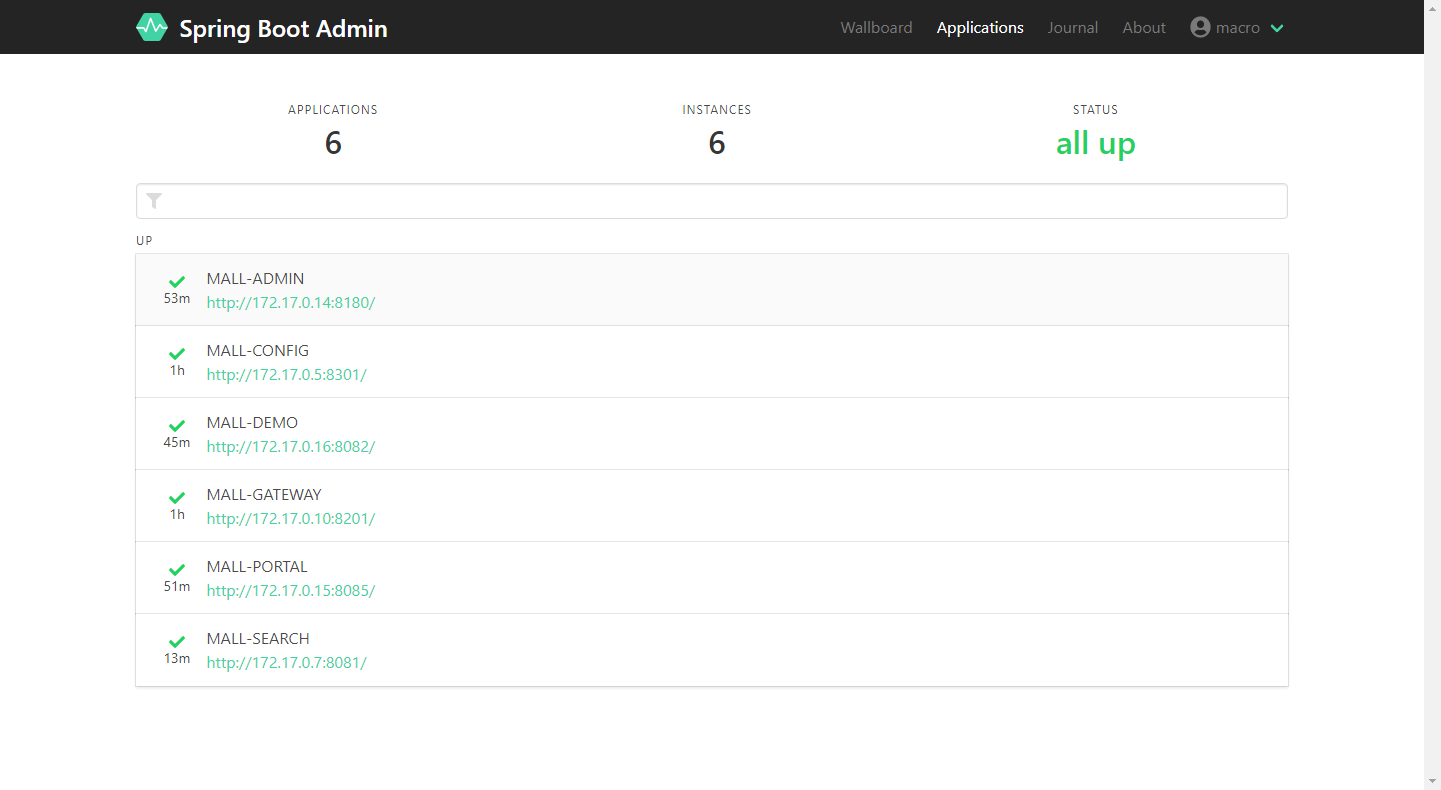 Spring Boot Admin
Wallboard Applications Journal About macro
APPLICATIONS INSTANCES STATUS
6 6 all up
UP
MALL-ADMIN
53m http://172.17.0.14:8180/
MALL-CONFIG
1h http://172.17.0.5:8301/
MALL-DEMO
45m http://172.17.0.16:8082/
MALL-GATEWAY
1h http://172.17.0.10:8201/
MALL-PORTAL
51m http://172.17.0.15:8085/
MALL-SEARCH
13m http://172.17.0.7:8081/